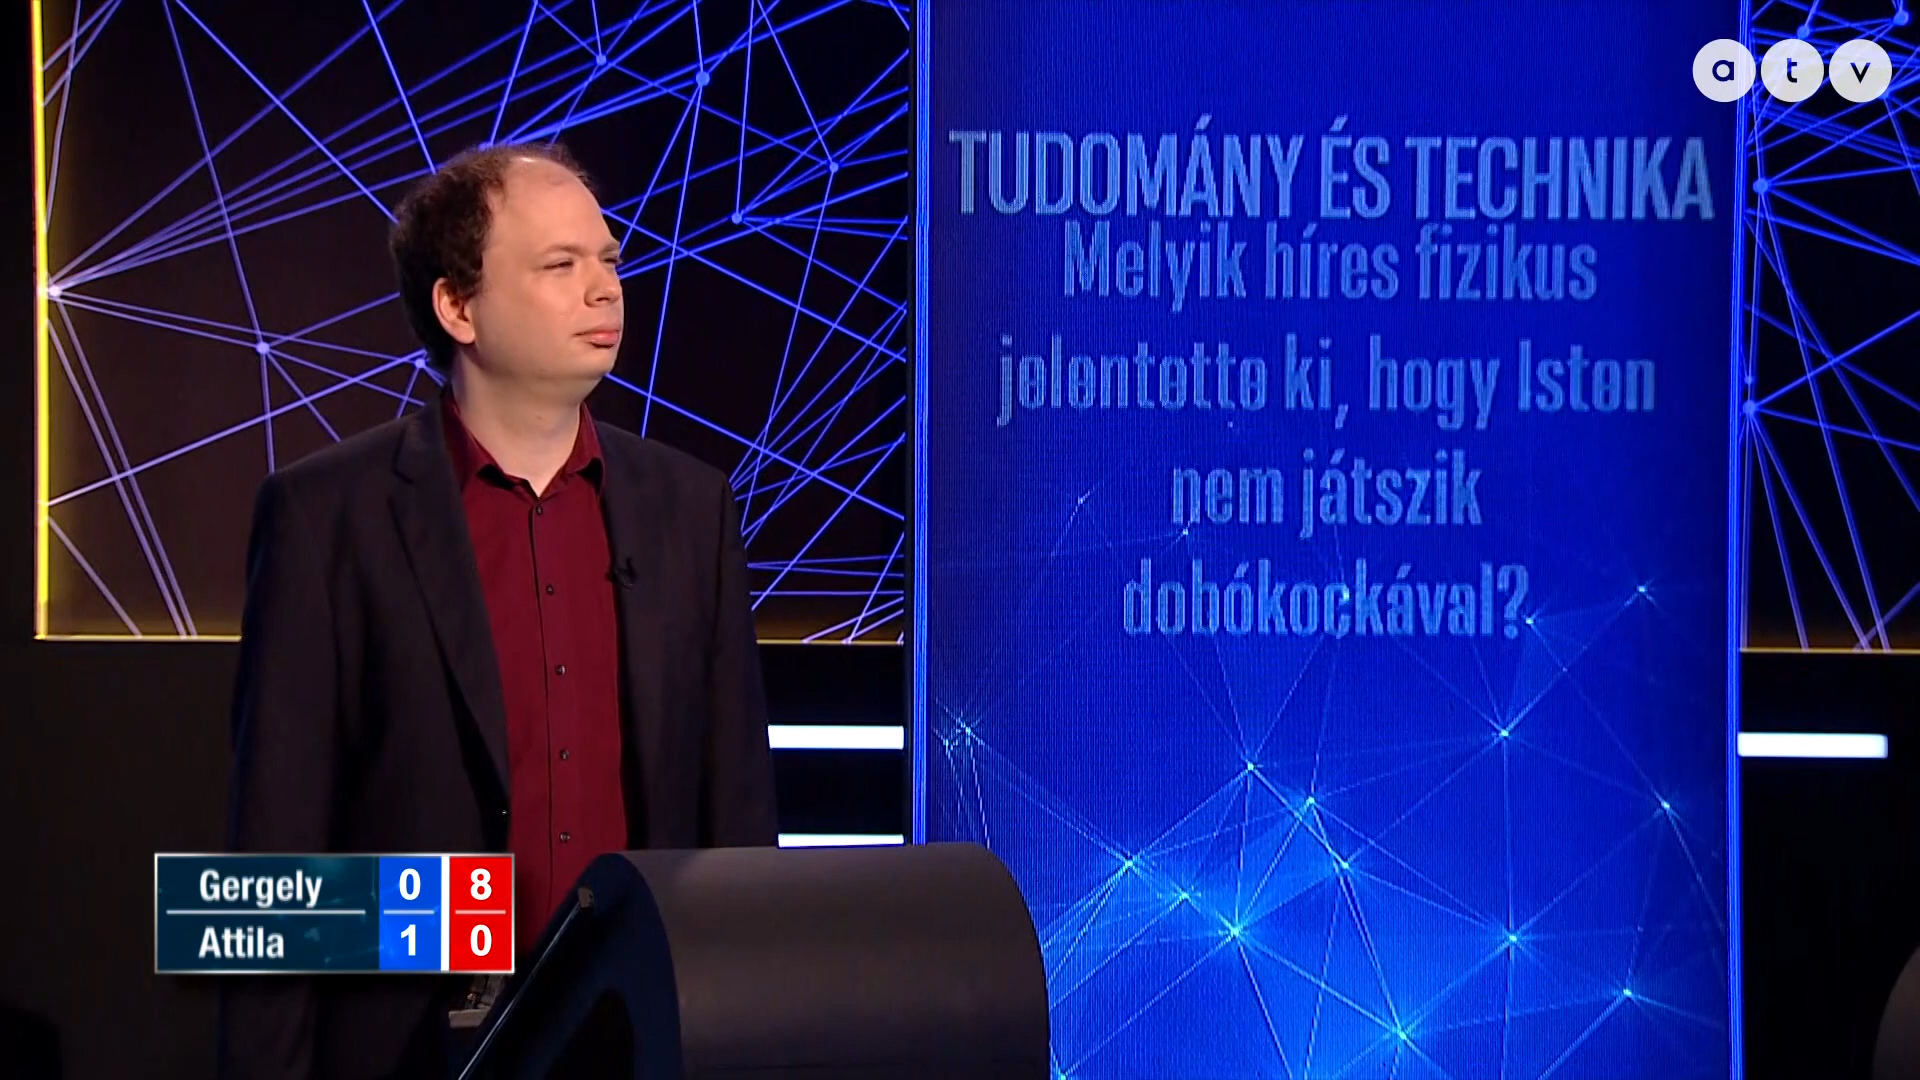 atv
TUDOMÁNY ÉS TECHNIKA
Melyik híres fizikus
jelentette ki, hogy Isten
nem játszik
dobókockával?
Gergely 0 8
Attila 1 0